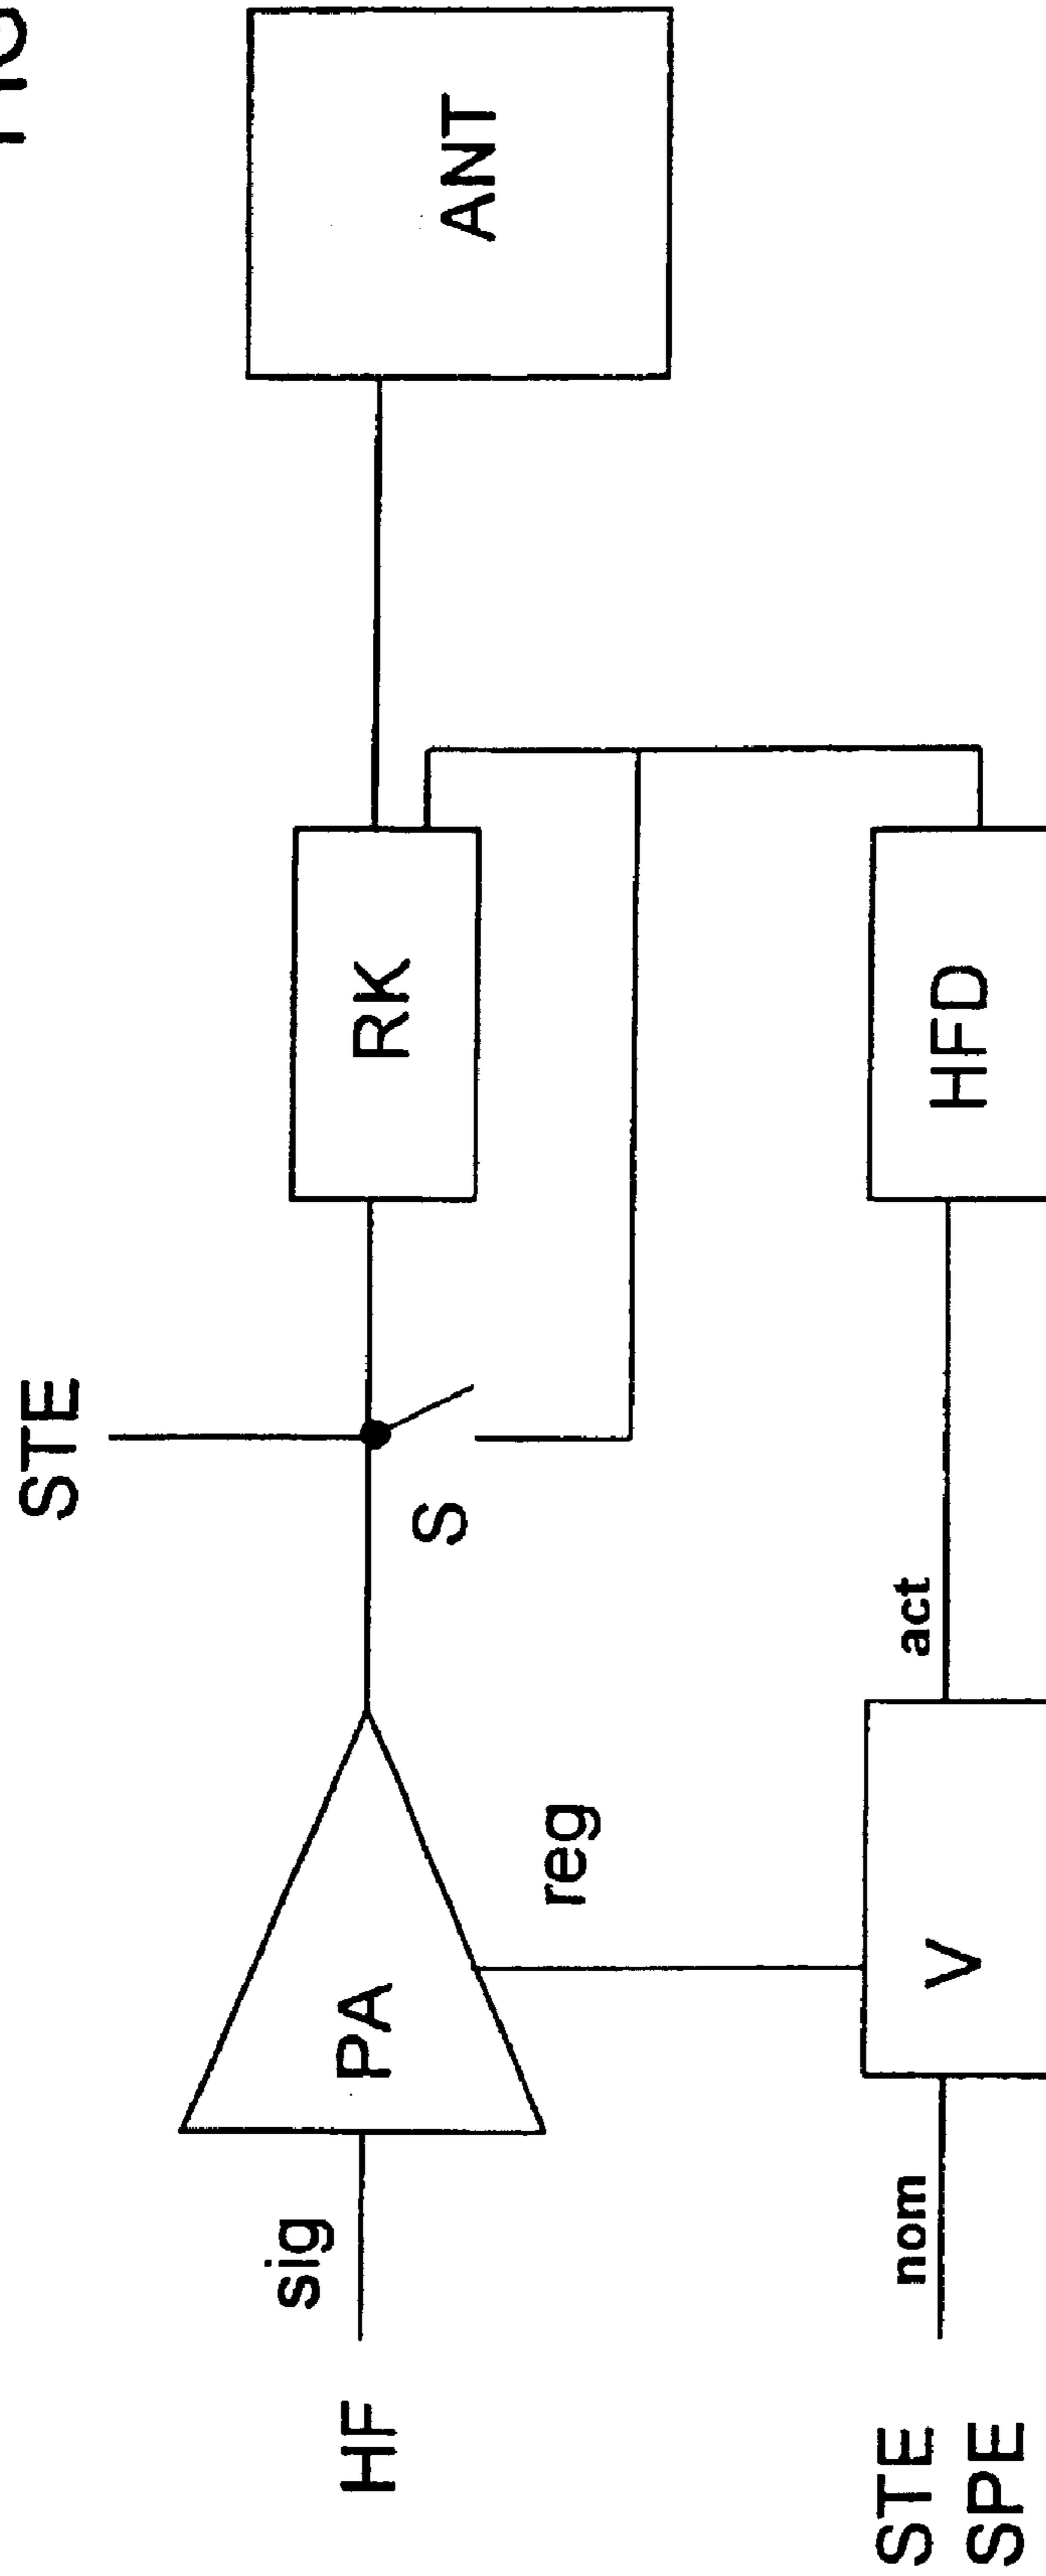 STE
HF
sig
PA
S
RK
ANT
reg
STE
SPE
nom
V
act
HFD